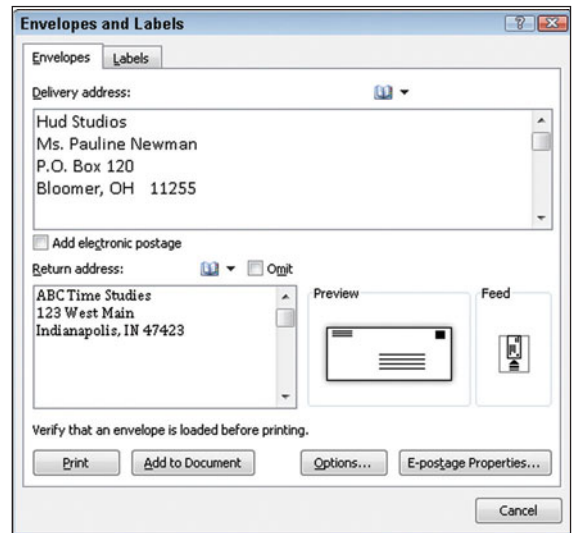 Envelopes and Labels
Envelopes Labels
Delivery address:
Hud Studios
Ms. Pauline Newman
P.O. Box 120
Bloomer, OH 11255
Add electronic postage
Return address: Omit
ABC Time Studies
123 West Main
Indianapolis, IN 47423
Preview Feed
Verify that an envelope is loaded before printing.
Print Add to Document Options... E-postage Properties...
Cancel